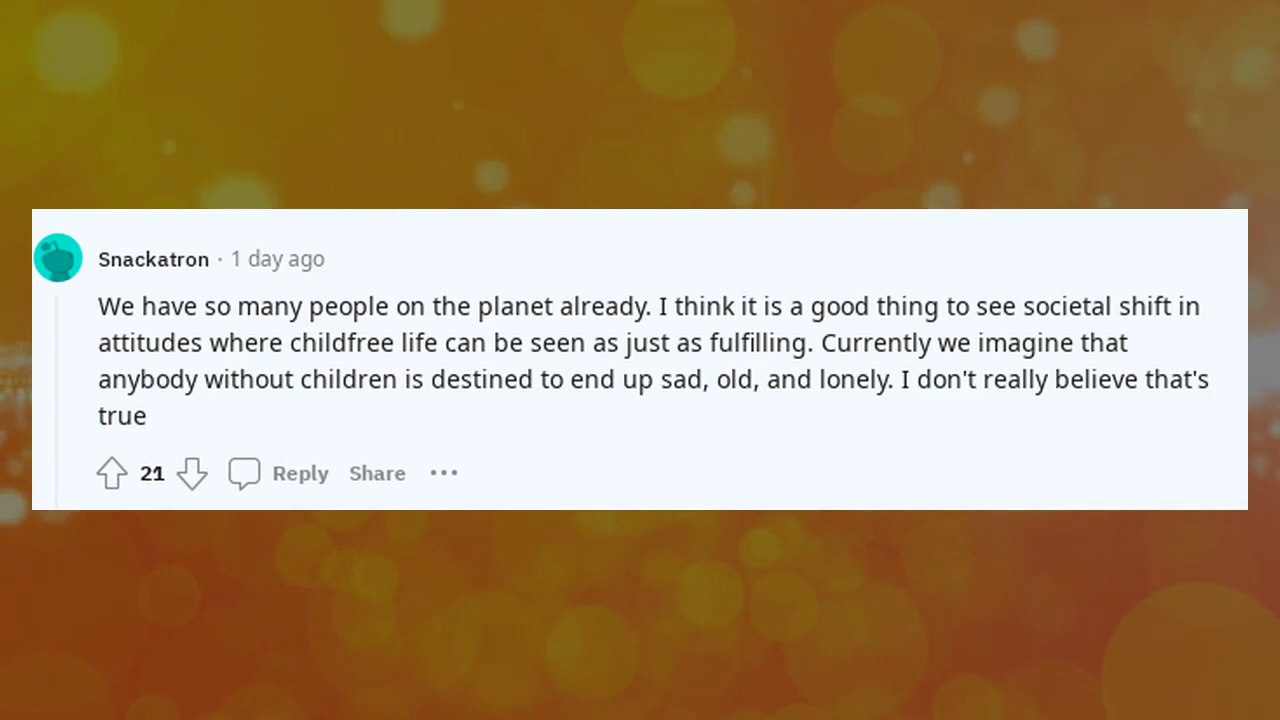 Snackatron · 1 day ago
We have so many people on the planet already. I think it is a good thing to see societal shift in
attitudes where childfree life can be seen as just as fulfilling. Currently we imagine that
anybody without children is destined to end up sad, old, and lonely. I don't really believe that's
true
21 Reply Share